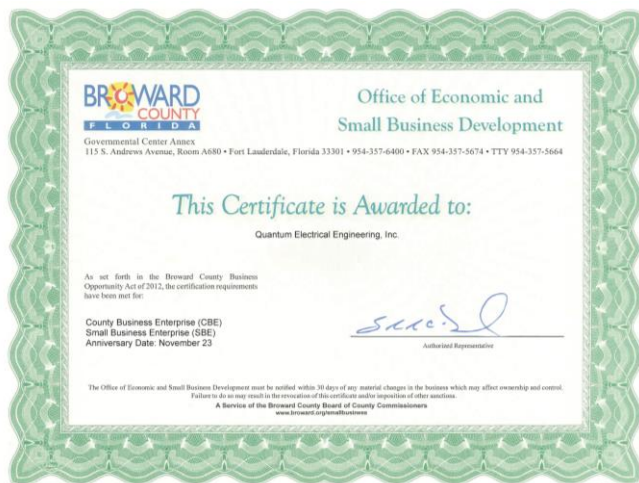 BROWARD
COUNTY
FLORIDA
Office of Economic and
Small Business Development
Governmental Center Annex
115 S. Andrews Avenue, Room A680 • Fort Lauderdale, Florida 33301 • 954-357-6400 • FAX 954-357-5674 • TTY 954-357-5664
This Certificate is Awarded to:
Quantum Electrical Engineering, Inc.
As set forth in the Broward County Business
Opportunity Act of 2012, the certification requirements
have been met for:
County Business Enterprise (CBE)
Small Business Enterprise (SBE)
Anniversary Date: November 23
Authorized Representative
The Office of Economic and Small Business Development must be notified within 30 days of any material changes in the business which may affect ownership and control.
Failure to do so may result in the revocation of this certificate and/or imposition of other sanctions.
A Service of the Broward County Board of County Commissioners
www.broward.org/smallbusiness